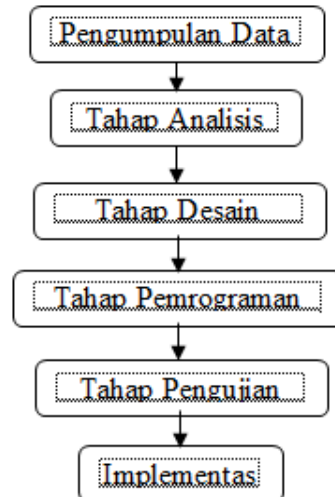 Pengumpulan Data
Tahap Analisis
Tahap Desain
Tahap Pemrograman
Tahap Pengujian
Implementas